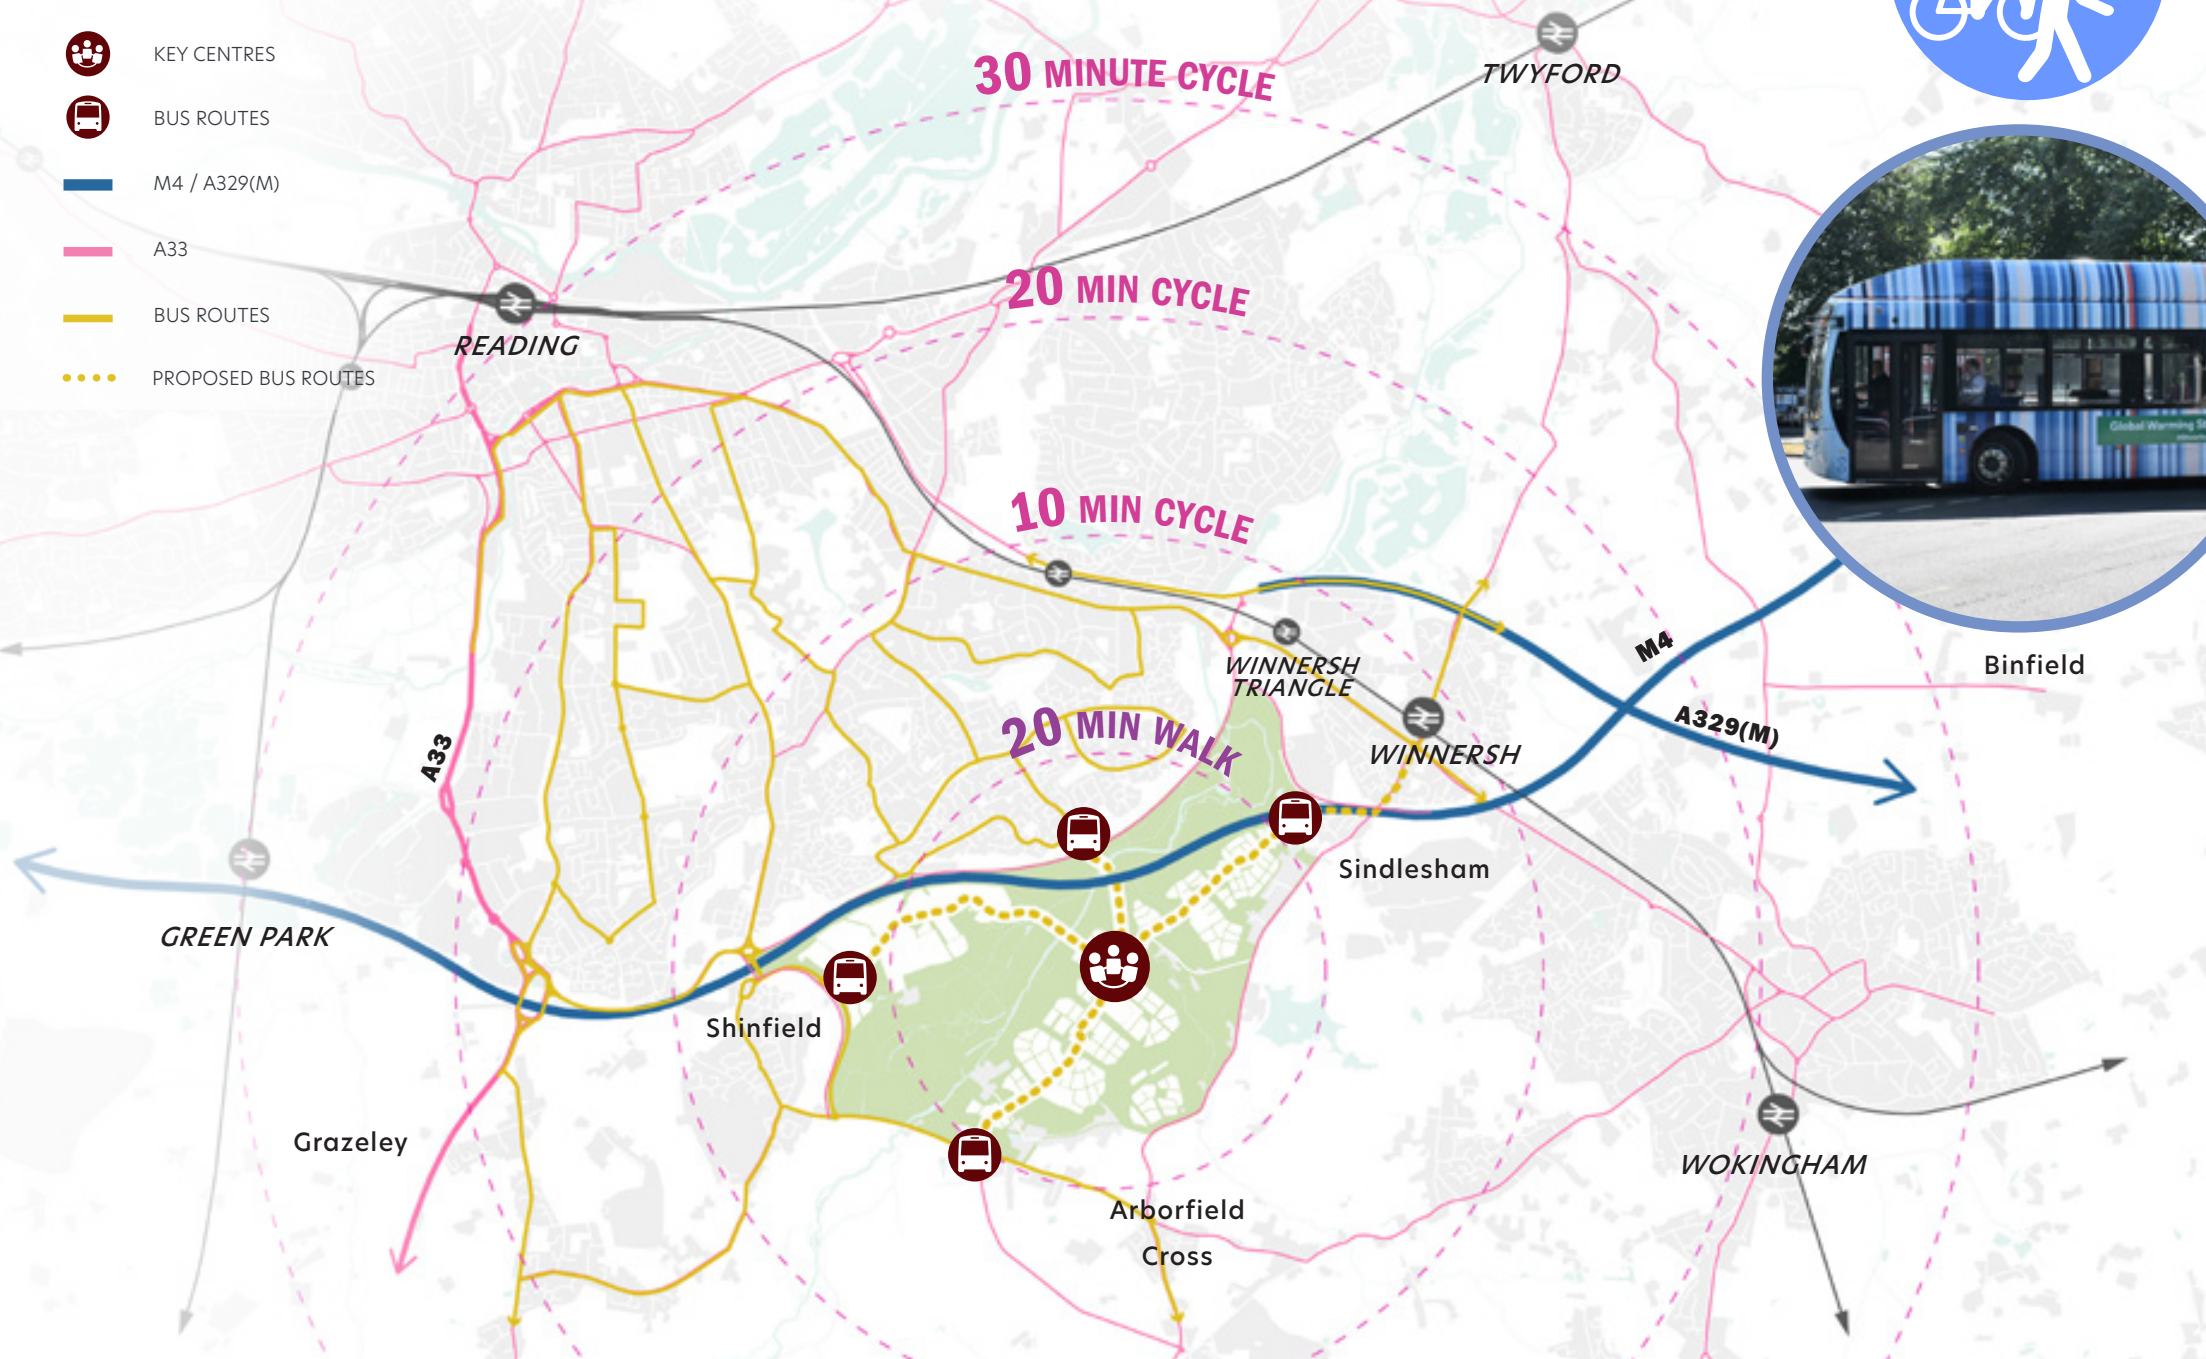 KEY CENTRES
BUS ROUTES
M4 / A329(M)
A33
BUS ROUTES
PROPOSED BUS ROUTES
30 MINUTE CYCLE
TWYFORD
20 MIN CYCLE
READING
Global Warming
10 MIN CYCLE
M4
Binfield
WINNERSH
TRIANGLE
20 MIN WALK
A329(M)
WINNERSH
A33
Sindlesham
GREEN PARK
Shinfield
Grazeley
WOKINGHAM
Arborfield
Cross